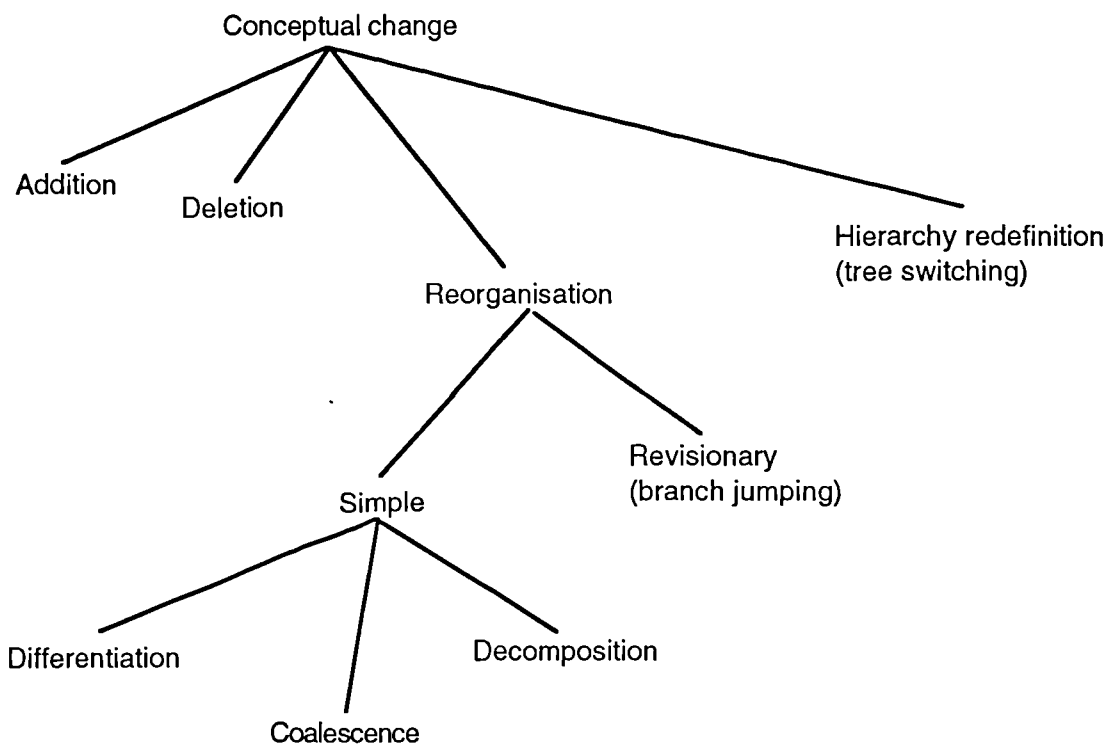 Conceptual change
Addition
Deletion
Hierarchy redefinition
(tree switching)
Reorganisation
Revisionary
(branch jumping)
Simple
Differentiation
Decomposition
Coalescence